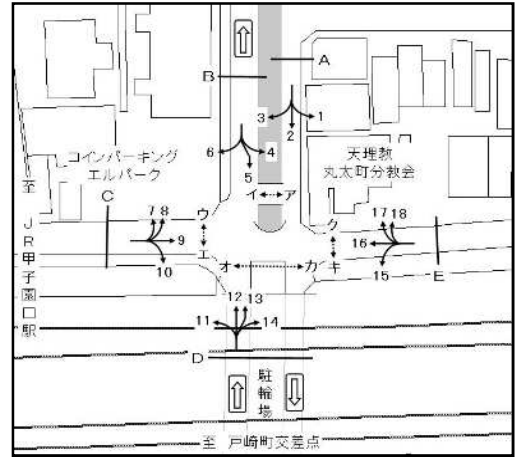 A
B
3
1
2
6
4
5
コインパーキング
エルパーク
天理教
丸太町分教会
C
イ
ア
至
JR甲子園口駅
7
8
ウ
9
エ
10
ク
17
18
16
キ
15
E
オ
カ
12
13
11
14
D
駐輪場
至 戸崎町交差点